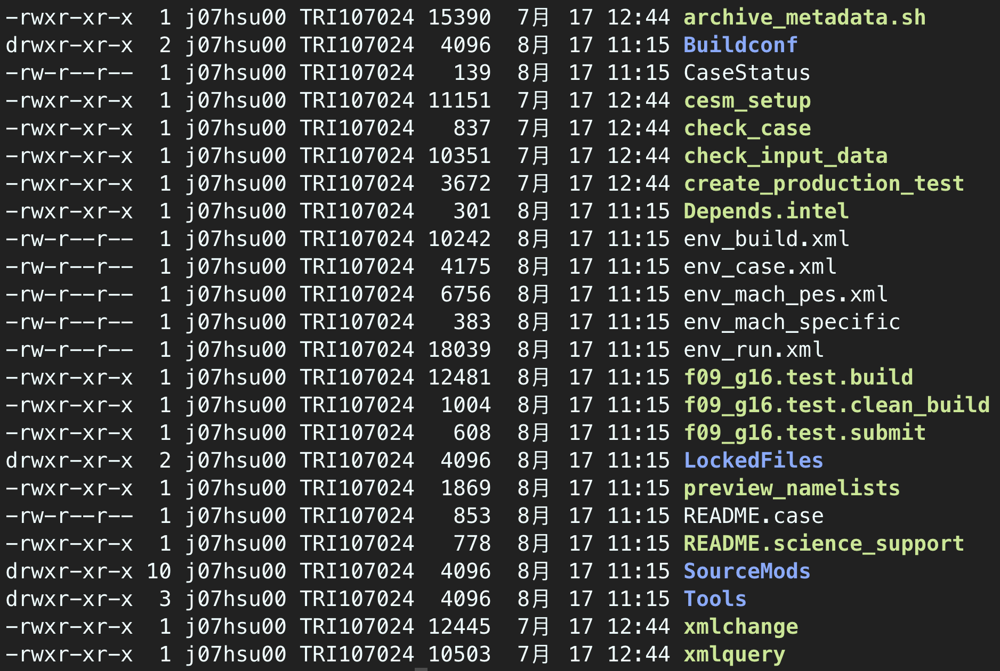 -rwxr-xr-x  1 j07hsu00 TRI107024 15390  7月  17 12:44 archive_metadata.sh
drwxr-xr-x  2 j07hsu00 TRI107024  4096  8月  17 11:15 Buildconf
-rw-r--r--  1 j07hsu00 TRI107024   139  8月  17 11:15 CaseStatus
-rwxr-xr-x  1 j07hsu00 TRI107024 11151  7月  17 12:44 cesm_setup
-rwxr-xr-x  1 j07hsu00 TRI107024   837  7月  17 12:44 check_case
-rwxr-xr-x  1 j07hsu00 TRI107024 10351  7月  17 12:44 check_input_data
-rwxr-xr-x  1 j07hsu00 TRI107024  3672  7月  17 12:44 create_production_test
-rwxr-xr-x  1 j07hsu00 TRI107024   301  8月  17 11:15 Depends.intel
-rw-r--r--  1 j07hsu00 TRI107024 10242  8月  17 11:15 env_build.xml
-rw-r--r--  1 j07hsu00 TRI107024  4175  8月  17 11:15 env_case.xml
-rw-r--r--  1 j07hsu00 TRI107024  6756  8月  17 11:15 env_mach_pes.xml
-rw-r--r--  1 j07hsu00 TRI107024   383  8月  17 11:15 env_mach_specific
-rw-r--r--  1 j07hsu00 TRI107024 18039  8月  17 11:15 env_run.xml
-rwxr-xr-x  1 j07hsu00 TRI107024 12481  8月  17 11:15 f09_g16.test.build
-rwxr-xr-x  1 j07hsu00 TRI107024  1004  8月  17 11:15 f09_g16.test.clean_build
-rwxr-xr-x  1 j07hsu00 TRI107024   608  8月  17 11:15 f09_g16.test.submit
drwxr-xr-x  2 j07hsu00 TRI107024  4096  8月  17 11:15 LockedFiles
-rwxr-xr-x  1 j07hsu00 TRI107024  1869  8月  17 11:15 preview_namelists
-rw-r--r--  1 j07hsu00 TRI107024   853  8月  17 11:15 README.case
-rwxr-xr-x  1 j07hsu00 TRI107024   778  8月  17 11:15 README.science_support
drwxr-xr-x 10 j07hsu00 TRI107024  4096  8月  17 11:15 SourceMods
drwxr-xr-x  3 j07hsu00 TRI107024  4096  8月  17 11:15 Tools
-rwxr-xr-x  1 j07hsu00 TRI107024 12445  7月  17 12:44 xmlchange
-rwxr-xr-x  1 j07hsu00 TRI107024 10503  7月  17 12:44 xmlquery